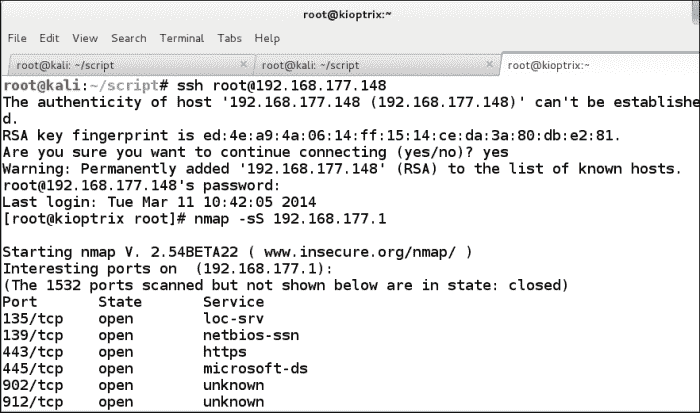 root@kioptrix:~
File Edit View Search Terminal Tabs Help
root@kali: ~/script × root@kali: ~/script × root@kioptrix:~
root@kali:~/script# ssh root@192.168.177.148
The authenticity of host '192.168.177.148 (192.168.177.148)' can't be establishe
d.
RSA key fingerprint is ed:4e:a9:4a:06:14:ff:15:14:ce:da:3a:80:db:e2:81.
Are you sure you want to continue connecting (yes/no)? yes
Warning: Permanently added '192.168.177.148' (RSA) to the list of known hosts.
root@192.168.177.148's password:
Last login: Tue Mar 11 10:42:05 2014
[root@kioptrix root]# nmap -sS 192.168.177.1
Starting nmap V. 2.54BETA22 ( www.insecure.org/nmap/ )
Interesting ports on  (192.168.177.1):
(The 1532 ports scanned but not shown below are in state: closed)
Port       State       Service
135/tcp    open        loc-srv
139/tcp    open        netbios-ssn
443/tcp    open        https
445/tcp    open        microsoft-ds
902/tcp    open        unknown
912/tcp    open        unknown